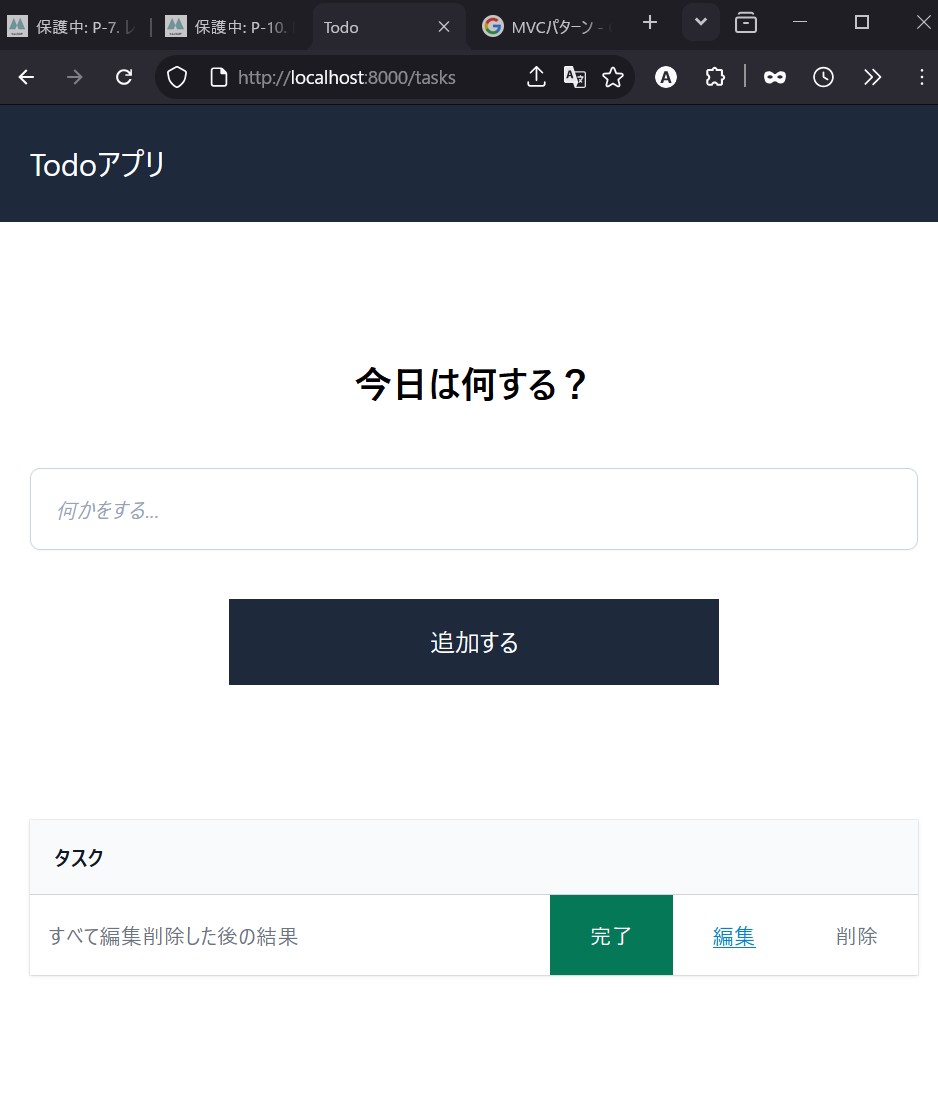 保護中: P-7.
保護中: P-10.
Todo
MVCパターン -
http://localhost:8000/tasks
Todoアプリ
今日は何する？
何かをする...
追加する
タスク
すべて編集削除した後の結果
完了
編集
削除